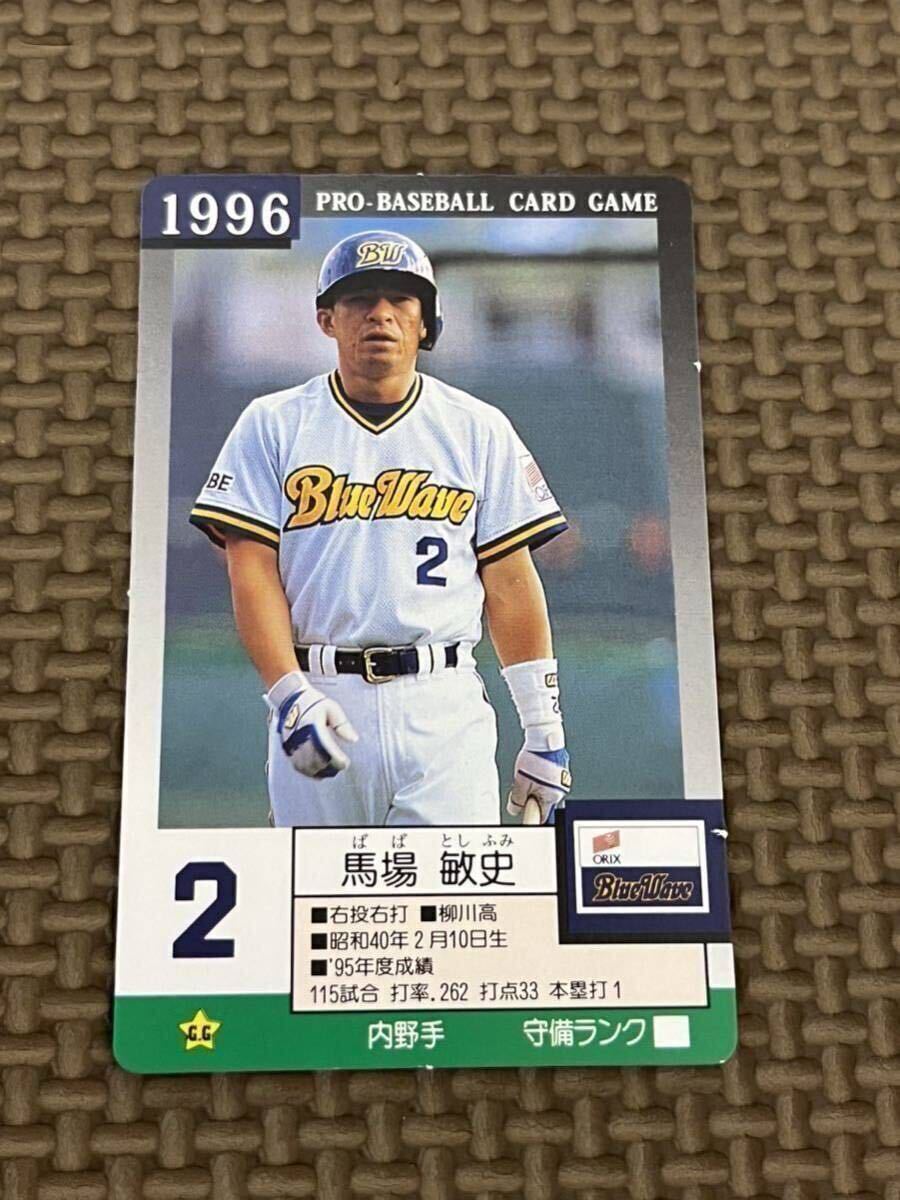 1996
PRO-BASEBALL CARD GAME
BW
BE
BlueWave
2
2
ばば としふみ
馬場 敏史
■右投右打 ■柳川高
■昭和40年2月10日生
■'95年度成績
115試合 打率.262 打点33 本塁打1
ORIX
BlueWave
G.G
内野手
守備ランク